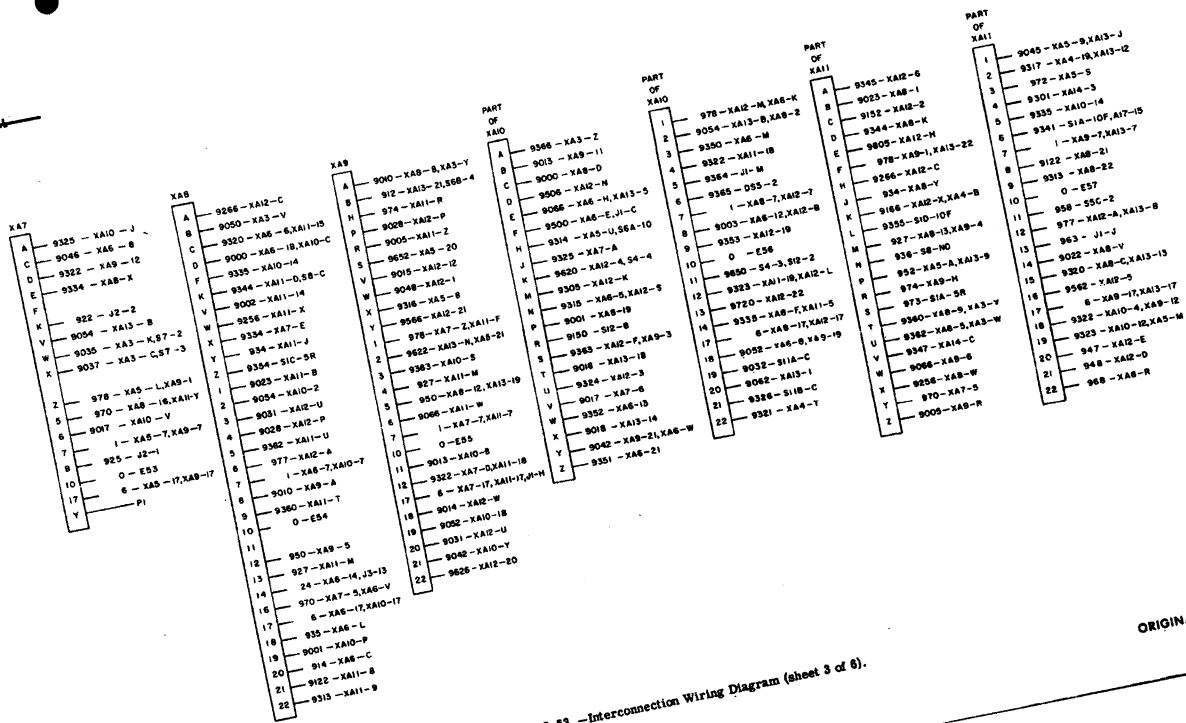 XA7
A 9325 - XA10 - J
C 9046 - XA6 - 8
D 9322 - XA9 - 12
E 9334 - XA8-X
F
K 922 - J2-2
V 9054 - XA13 - B
W 9035 - XA3 - K,S7-2
X 9037 - XA3 - C,S7-3
Z 978 - XA5-L,XA9-1
5 970 - XA8-16,XA11-Y
6 9017 - XA10-V
7 1 - XA5-7,XA9-7
8 925 - J2-1
10 0 - E53
17 6 - XA5-17,XA9-17
Y P1
XA8
A 9266 - XA12-C
B 9050 - XA3-V
C 9320 - XA6-6,XA11-15
D 9000 - XA6-18,XA10-C
F 9335 - XA10-14
K 9344 - XA11-D,S8-C
V 9002 - XA11-14
W 9256 - XA11-X
X 9334 - XA7-E
Y 934 - XA11-J
Z 9354 - S1C-5R
1 9023 - XA11-B
2 9054 - XA10-2
3 9031 - XA12-U
4 9028 - XA12-P
5 9362 - XA11-U
6 977 - XA12-A
7 1 - XA6-7,XA10-7
8 9010 - XA9-A
9 9360 - XA11-T
10 0 - E54
11
12 950 - XA9-5
13 927 - XA11-M
14 24 - XA6-14,J3-13
16 970 - XA7-5,XA6-V
17 6 - XA6-17,XA10-17
18 935 - XA6-L
19 9001 - XA10-P
20 914 - XA6-C
21 9122 - XA11-8
22 9313 - XA11-9
XA9
A 9010 - XA8-8,XA3-Y
B 912 - XA13-21,S6B-4
H 974 - XA11-R
P 9028 - XA12-P
R 9005 - XA11-Z
S 9652 - XA5-20
V 9015 - XA12-12
W 9048 - XA12-1
X 9316 - XA5-8
Y 9566 - XA12-21
1 978 - XA7-Z,XA11-F
2 9622 - XA13-N,XA5-21
3 9363 - XA10-S
4 927 - XA11-M
5 950 - XA8-12,XA13-19
6 9066 - XA11-W
7 1 - XA7-7,XA11-7
10 0 - E55
11 9013 - XA10-B
12 9322 - XA7-D,XA11-18
17 6 - XA7-17,XA11-17,J1-H
18 9014 - XA12-W
19 9052 - XA10-18
20 9031 - XA12-U
21 9042 - XA10-Y
22 9626 - XA12-20
PART
OF
XA10
A 9366 - XA3-Z
B 9013 - XA9-11
C 9000 - XA8-D
D 9506 - XA12-N
E 9066 - XA6-H,XA13-5
F 9500 - XA6-E,J1-C
H 9314 - XA5-U,S6A-10
J 9325 - XA7-A
K 9620 - XA12-4,S4-4
M 9305 - XA12-K
N 9315 - XA6-5,XA12-S
P 9001 - XA8-19
R 9150 - S12-8
S 9363 - XA12-F,XA9-3
T 9018 - XA13-18
U 9324 - XA12-3
V 9017 - XA7-6
W 9352 - XA6-13
X 9018 - XA13-14
Y 9042 - XA9-21,XA6-W
Z 9351 - XA6-21
PART
OF
XA10
1 978 - XA12-M,XA6-K
2 9054 - XA13-B,XA8-2
3 9350 - XA6-M
4 9322 - XA11-18
5 9364 - J1-M
6 9365 - DS3-2
7 1 - XA8-7,XA12-7
8 9003 - XA6-12,XA12-B
9 9353 - XA12-19
10 0 - E56
11 9650 - S4-3,S12-2
12 9323 - XA11-19,XA12-L
13 9720 - XA12-22
14 9335 - XA8-F,XA11-5
17 6 - XA8-17,XA12-17
18 9052 - XA6-8,XA9-19
19 9032 - S11A-C
20 9062 - XA13-1
21 9326 - S11B-C
22 9321 - XA4-T
PART
OF
XA11
A 9345 - XA12-6
B 9023 - XA8-1
C 9152 - XA12-2
D 9344 - XA8-K
E 9805 - XA12-H
F 978 - XA9-1,XA13-22
H 9266 - XA12-C
J 934 - XA8-Y
K 9166 - XA12-X,XA4-B
L 9355 - S1D-10F
M 927 - XA8-13,XA9-4
N 936 - S8-NO
P 952 - XA5-A,XA13-9
R 974 - XA9-H
S 973 - S1A-5R
T 9360 - XA8-9,XA3-Y
U 9362 - XA8-5,XA3-W
V 9347 - XA14-C
W 9066 - XA9-6
X 9256 - XA8-W
Y 970 - XA7-5
Z 9005 - XA9-R
PART
OF
XA11
1 9045 - XA5-9,XA13-J
2 9317 - XA4-19,XA13-12
3 972 - XA5-S
4 9301 - XA14-3
5 9335 - XA10-14
6 9341 - S1A-10F,A17-15
7 1 - XA9-7,XA13-7
8 9122 - XA8-21
9 9313 - XA8-22
10 0 - E57
11 958 - S5C-2
12 977 - XA12-A,XA13-8
13 963 - J1-J
14 9022 - XA8-V
15 9320 - XA8-C,XA13-13
16 9562 - XA12-5
17 6 - XA9-17,XA13-17
18 9322 - XA10-4,XA9-12
19 9323 - XA10-12,XA5-M
20 947 - XA12-E
21 948 - XA12-D
22 968 - XA6-R
-Interconnection Wiring Diagram (sheet 3 of 6).